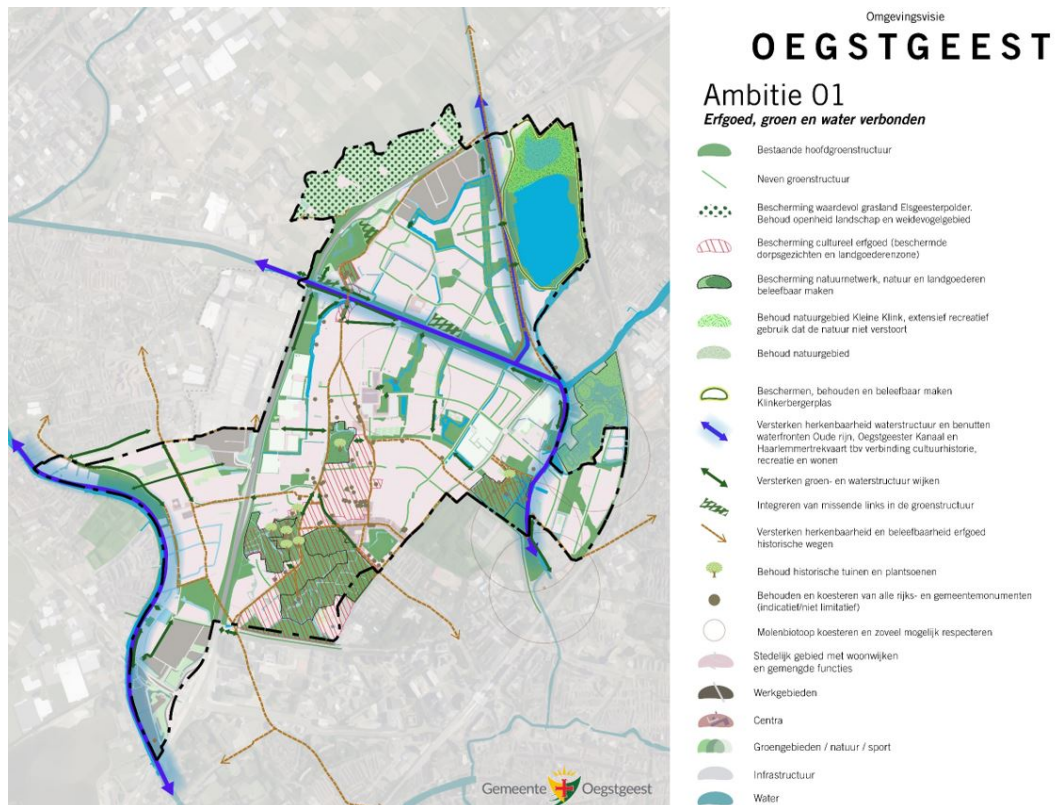 Omgevingsvisie
OEGSTGEEST
Ambitie 01
Erfgoed, groen en water verbonden
Bestaande hoofdgroenstructuur
Neven groenstructuur
Bescherming waardevol grasland Elsgeesterpolder.
Behoud openheid landschap en weidevogelgebied
Bescherming cultureel erfgoed (beschermde
dorpsgezichten en landgoederenzone)
Bescherming natuurnetwerk, natuur en landgoederen
beleefbaar maken
Behoud natuurgebied Kleine Klink, extensief recreatief
gebruik dat de natuur niet verstoort
Behoud natuurgebied
Beschermen, behouden en beleefbaar maken
Klinkerbergerplas
Versterken herkenbaarheid waterstructuur en benutten
waterfronten Oude rijn, Oegstgeester Kanaal en
Haarlemmertrekvaart tbv verbinding cultuurhistorie,
recreatie en wonen
Versterken groen- en waterstructuur wijken
Integreren van missende links in de groenstructuur
Versterken herkenbaarheid en beleefbaarheid erfgoed
historische wegen
Behoud historische tuinen en plantsoenen
Behouden en koesteren van alle rijks- en gemeentemonumenten
(indicatief/niet limitatief)
Molenbiotoop koesteren en zoveel mogelijk respecteren
Stedelijk gebied met woonwijken
en gemengde functies
Werkgebieden
Centra
Groengebieden / natuur / sport
Infrastructuur
Water
Gemeente Oegstgeest